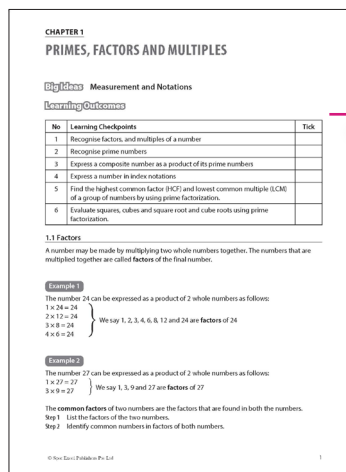 CHAPTER 1
PRIMES, FACTORS AND MULTIPLES
Big Ideas Measurement and Notations
Learning Outcomes
No Learning Checkpoints Tick
1 Recognise factors, and multiples of a number
2 Recognise prime numbers
3 Express a composite number as a product of its prime numbers
4 Express a number in index notations
5 Find the highest common factor (HCF) and lowest common multiple (LCM)
of a group of numbers by using prime factorization.
6 Evaluate squares, cubes and square root and cube roots using prime
factorization.
1.1 Factors
A number may be made by multiplying two whole numbers together. The numbers that are
multiplied together are called factors of the final number.
Example 1
The number 24 can be expressed as a product of 2 whole numbers as follows:
1 × 24 = 24
2 × 12 = 24
3 × 8 = 24
4 × 6 = 24
We say 1, 2, 3, 4, 6, 8, 12 and 24 are factors of 24
Example 2
The number 27 can be expressed as a product of 2 whole numbers as follows:
1 × 27 = 27
3 × 9 = 27
We say 1, 3, 9 and 27 are factors of 27
The common factors of two numbers are the factors that are found in both the numbers.
Step 1 List the factors of the two numbers.
Step 2 Identify common numbers in factors of both numbers.
© Publishers Pte Ltd 1